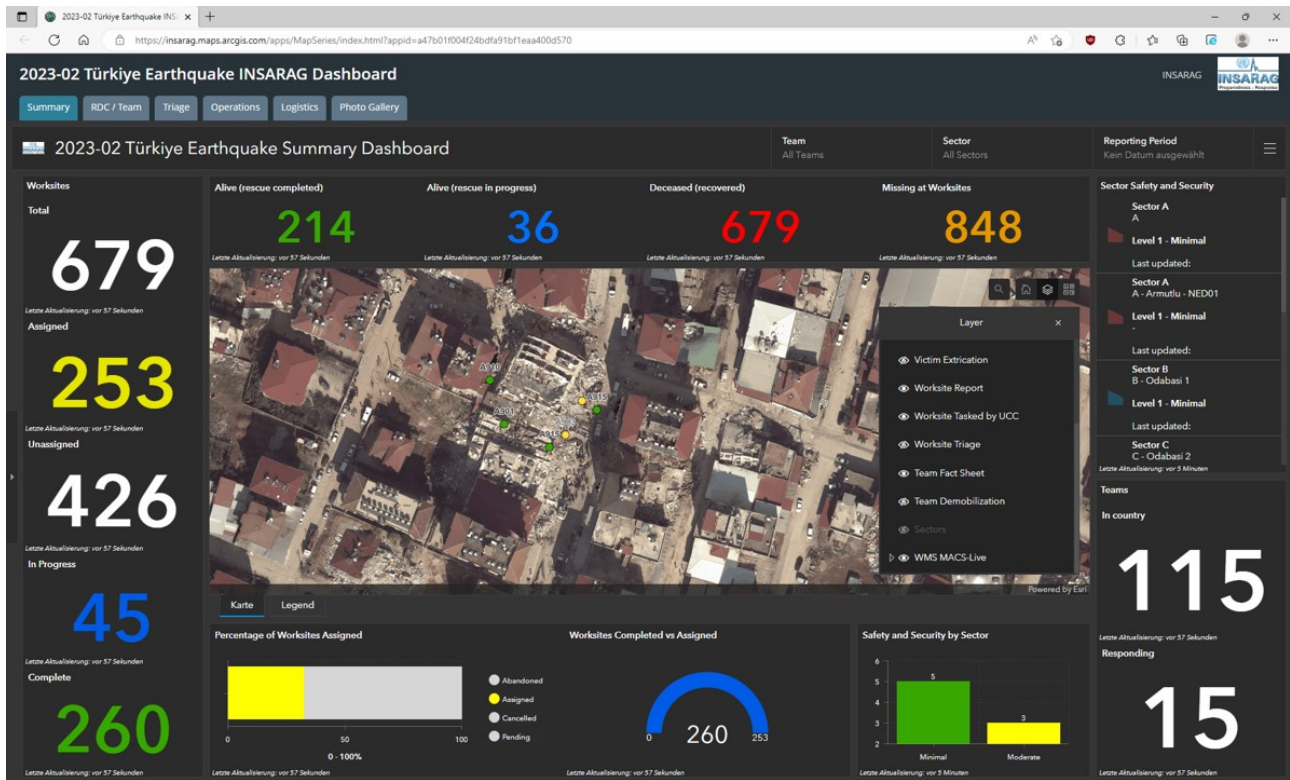 2023-02 Türkiye Earthquake INS
https://insarag.maps.arcgis.com/apps/MapSeries/index.html?appid=a47b01f004f24bdfa91bf1eaa400d570
2023-02 Türkiye Earthquake INSARAG Dashboard
INSARAG
INSARAG
Preparedness - Response
Summary
RDC / Team
Triage
Operations
Logistics
Photo Gallery
2023-02 Türkiye Earthquake Summary Dashboard
Team
All Teams
Sector
All Sectors
Reporting Period
Kein Datum ausgewählt
Worksites
Total
679
Letzte Aktualisierung: vor 57 Sekunden
Assigned
253
Letzte Aktualisierung: vor 57 Sekunden
Unassigned
426
Letzte Aktualisierung: vor 57 Sekunden
In Progress
45
Letzte Aktualisierung: vor 57 Sekunden
Complete
260
Letzte Aktualisierung: vor 57 Sekunden
Alive (rescue completed)
214
Letzte Aktualisierung: vor 57 Sekunden
Alive (rescue in progress)
36
Letzte Aktualisierung: vor 57 Sekunden
Deceased (recovered)
679
Letzte Aktualisierung: vor 57 Sekunden
Missing at Worksites
848
Letzte Aktualisierung: vor 57 Sekunden
A910
A901
A915
A915
Layer
Victim Extrication
Worksite Report
Worksite Tasked by UCC
Worksite Triage
Team Fact Sheet
Team Demobilization
Sectors
WMS MACS-Live
Powered by Esri
Karte
Legend
Percentage of Worksites Assigned
0
50
100
0 - 100%
Abandoned
Assigned
Cancelled
Pending
Letzte Aktualisierung: vor 57 Sekunden
Worksites Completed vs Assigned
0
260
253
Letzte Aktualisierung: vor 57 Sekunden
Safety and Security by Sector
6
5
4
3
2
5
3
Minimal
Moderate
Letzte Aktualisierung: vor 5 Minuten
Sector Safety and Security
Sector A
A
Level 1 - Minimal
Last updated:
Sector A
A - Armutlu - NED01
Level 1 - Minimal
-
Last updated:
Sector B
B - Odabasi 1
Level 1 - Minimal
Last updated:
Sector C
C - Odabasi 2
Letzte Aktualisierung: vor 5 Minuten
Teams
In country
115
Letzte Aktualisierung: vor 57 Sekunden
Responding
15
Letzte Aktualisierung: vor 57 Sekunden